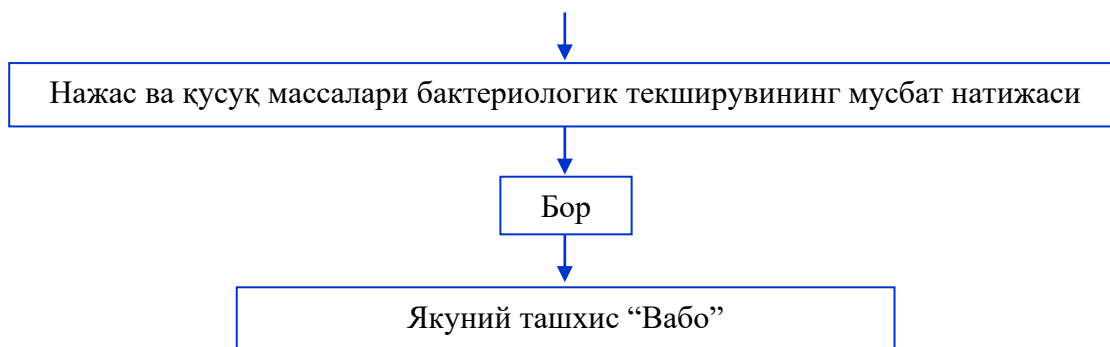 Нажас ва қусуқ массалари бактериологик текширувининг мусбат натижаси
Бор
Якуний ташхис “Вабо”